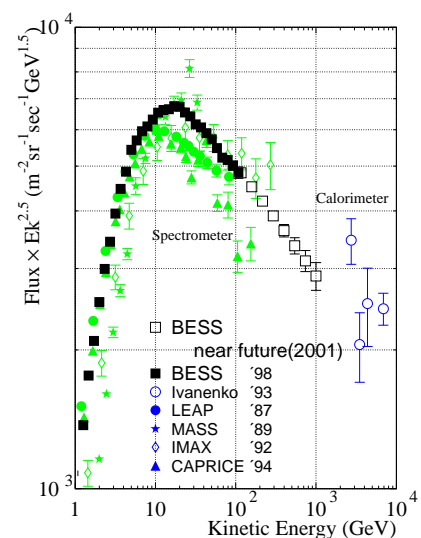 Flux × Ek^2.5 (m^-2 sr^-1 sec^-1 GeV^1.5)
10^4
10^3
Calorimeter
Spectrometer
BESS
near future(2001)
BESS ´98
Ivanenko ´93
LEAP ´87
MASS ´89
IMAX ´92
CAPRICE ´94
1 10 10^2 10^3 10^4
Kinetic Energy (GeV)